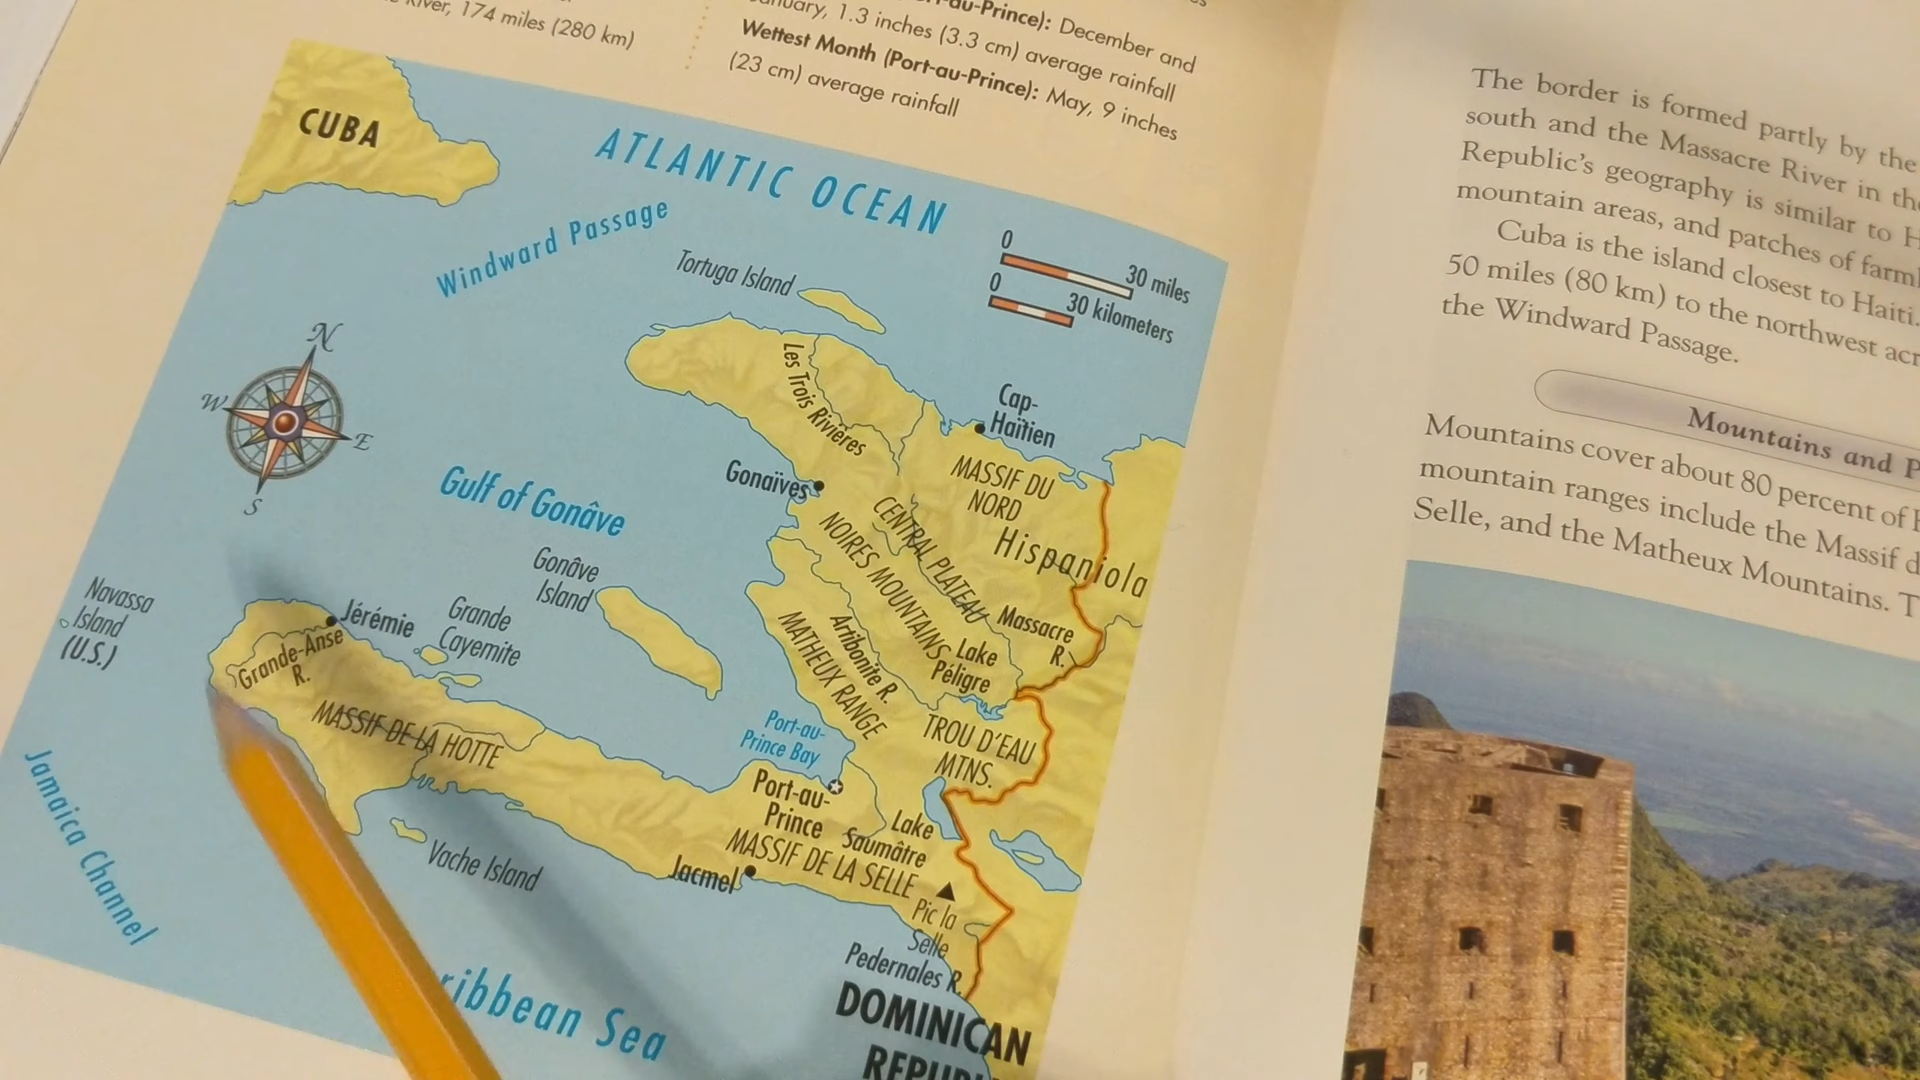 River, 174 miles (280 km)
December and
January, 1.3 inches (3.3 cm) average rainfall
Wettest Month (Port-au-Prince): May, 9 inches
(23 cm) average rainfall
CUBA
ATLANTIC OCEAN
Windward Passage
0
30 miles
0
30 kilometers
Tortuga Island
N
W
E
S
Les Trois Rivières
Cap-
Haïtien
Gonaïves
MASSIF DU
NORD
Gulf of Gonâve
CENTRAL PLATEAU
Hispaniola
NOIRES MOUNTAINS
Gonâve
Island
Navassa
Island
(U.S.)
Jérémie
Grande
Cayemite
Grande-Anse
R.
Massacre
R.
Lake
Péligre
Artibonite R.
MATHEUX RANGE
MASSIF DE LA HOTTE
Port-au-
Prince Bay
TROU D'EAU
MTNS.
Port-au-
Prince
Lake
Saumâtre
Jamaica Channel
Vache Island
MASSIF DE LA SELLE
Jacmel
Pic la
Selle
Pedernales R.
ribbean Sea
DOMINICAN
The border is formed partly by the
south and the Massacre River in the
Republic's geography is similar to H
mountain areas, and patches of farml
Cuba is the island closest to Haiti.
50 miles (80 km) to the northwest acr
the Windward Passage.
Mountains and P
Mountains cover about 80 percent of H
mountain ranges include the Massif d
Selle, and the Matheux Mountains. T